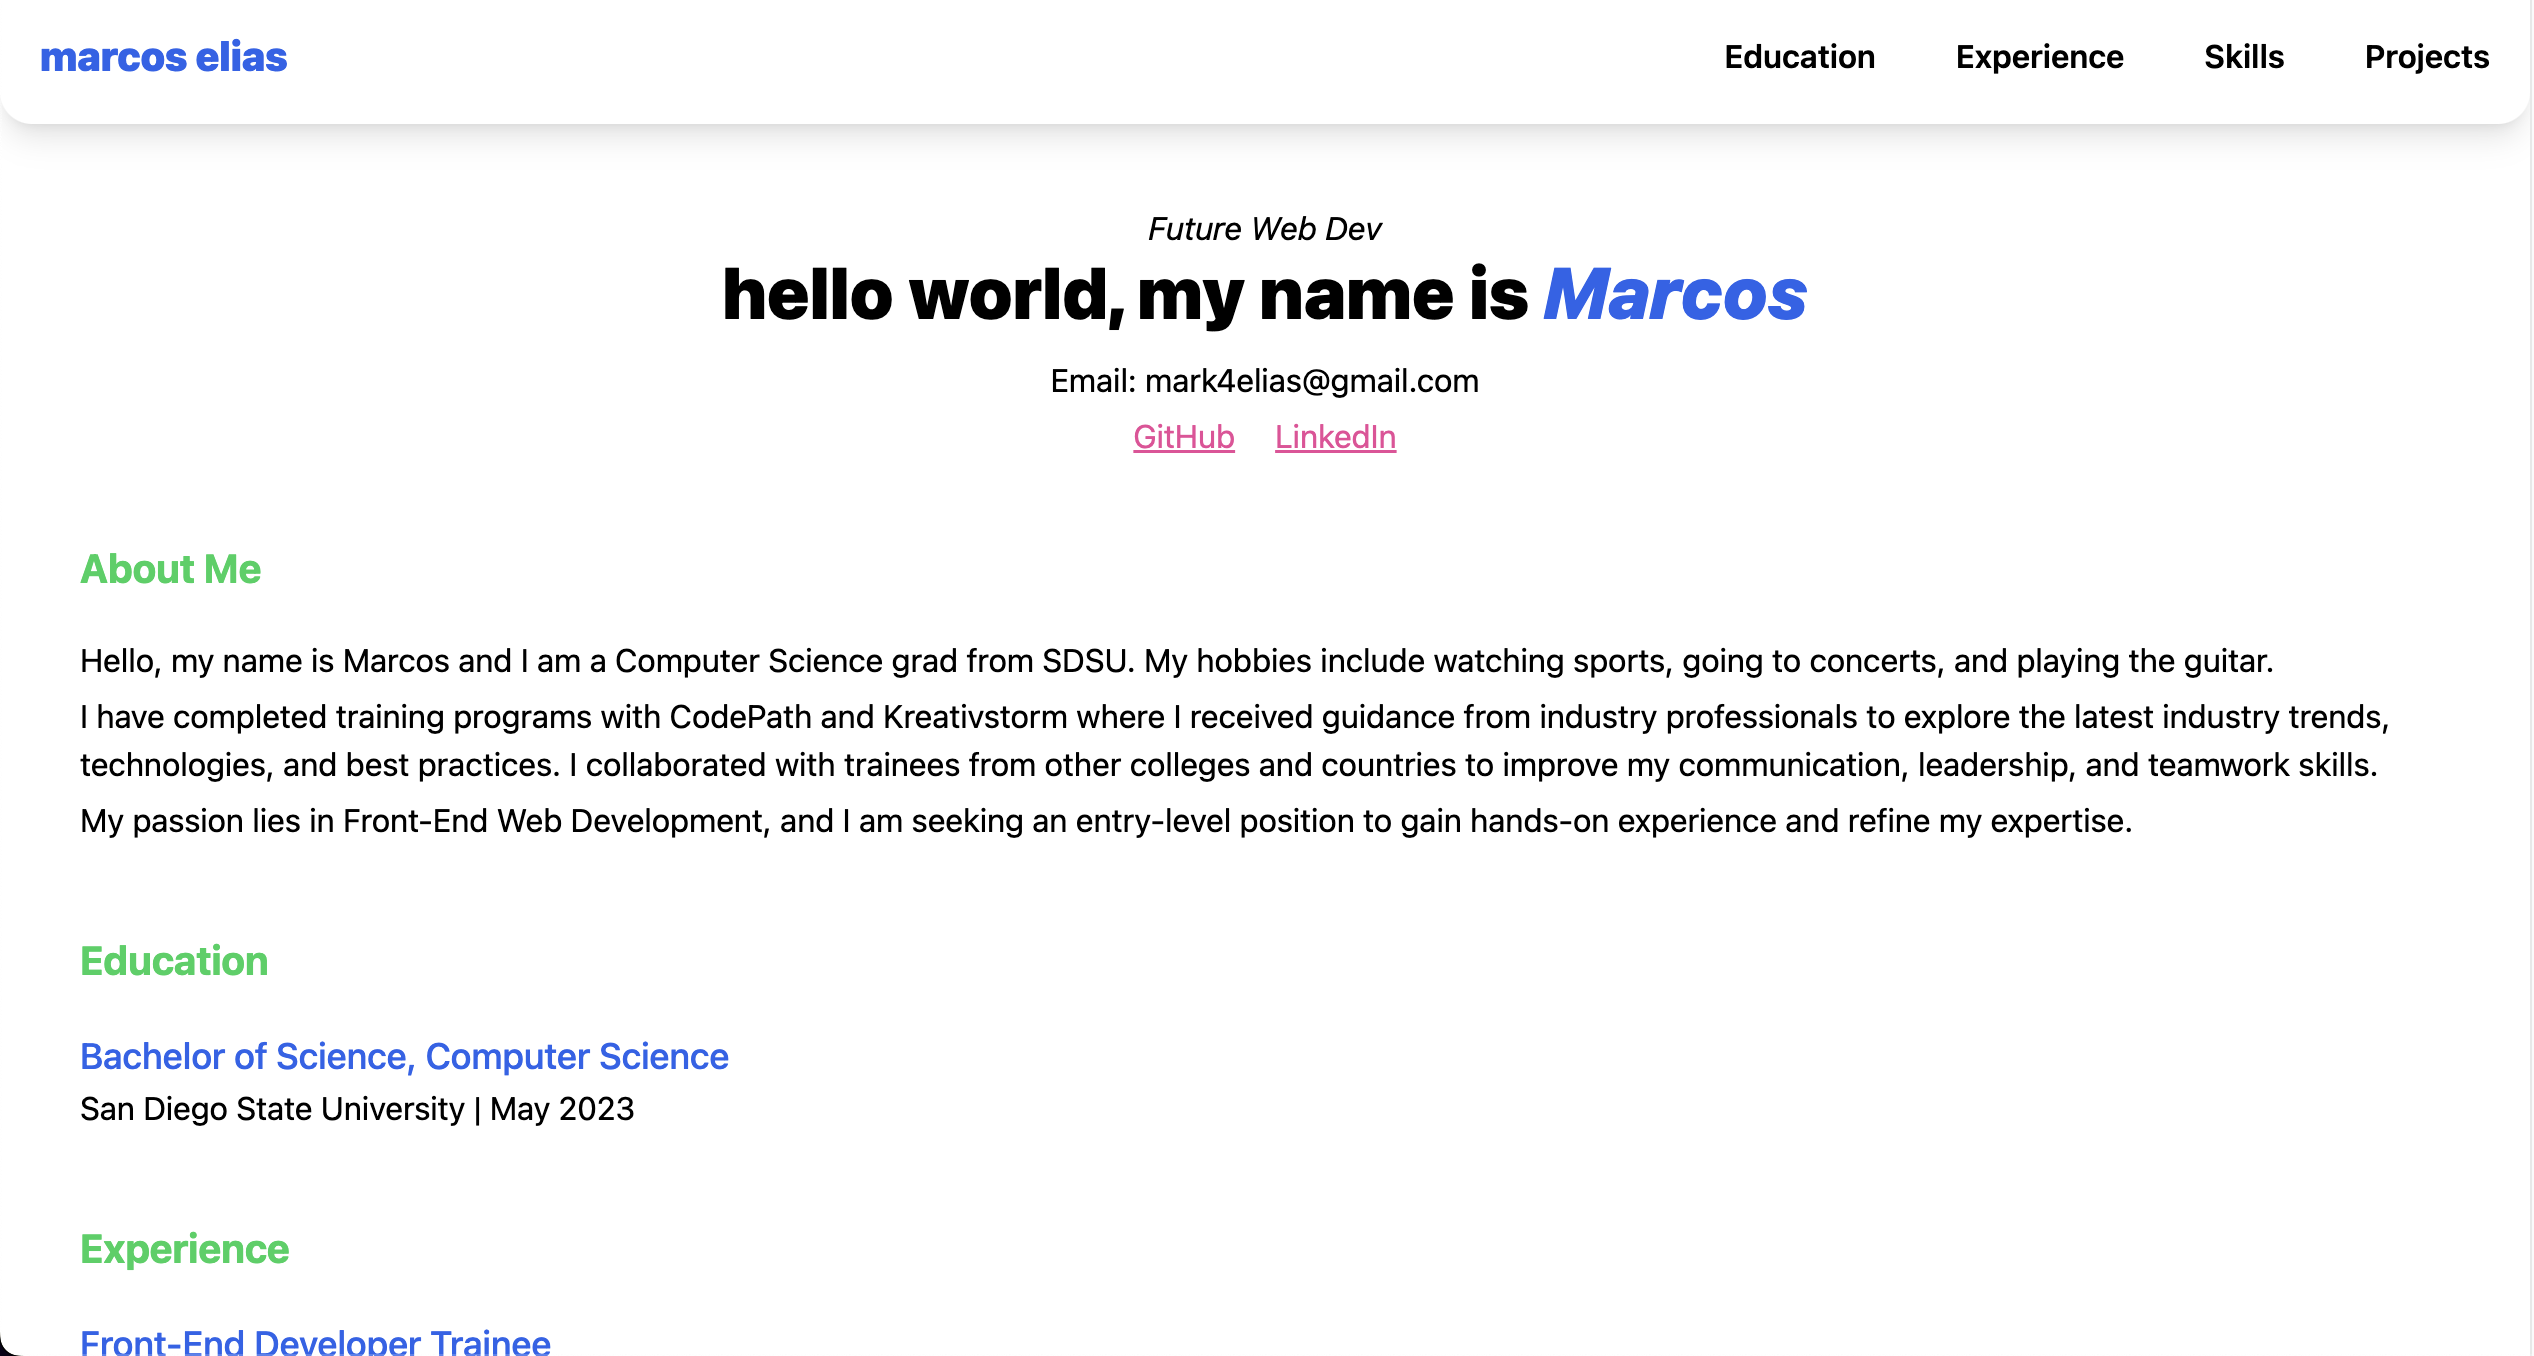 marcos elias
Education Experience Skills Projects
Future Web Dev
hello world, my name is Marcos
Email: mark4elias@gmail.com
GitHub LinkedIn
About Me
Hello, my name is Marcos and I am a Computer Science grad from SDSU. My hobbies include watching sports, going to concerts, and playing the guitar.
I have completed training programs with CodePath and Kreativstorm where I received guidance from industry professionals to explore the latest industry trends,
technologies, and best practices. I collaborated with trainees from other colleges and countries to improve my communication, leadership, and teamwork skills.
My passion lies in Front-End Web Development, and I am seeking an entry-level position to gain hands-on experience and refine my expertise.
Education
Bachelor of Science, Computer Science
San Diego State University | May 2023
Experience
Front-End Developer Trainee